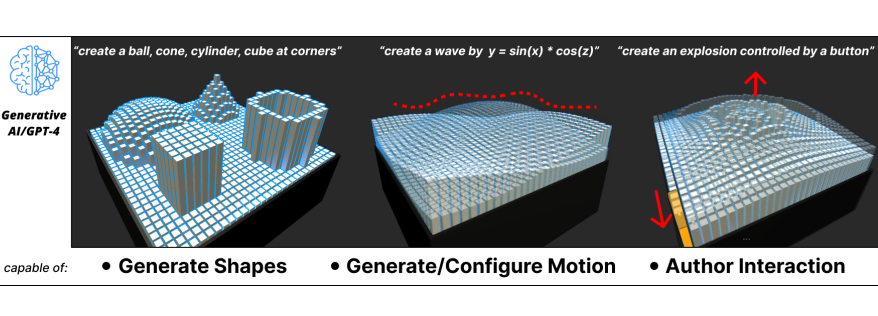 “create a ball, cone, cylinder, cube at corners”
“create a wave by y = sin(x) * cos(z)”
“create an explosion controlled by a button”
Generative
AI/GPT-4
...
capable of:
• Generate Shapes
• Generate/Configure Motion
• Author Interaction